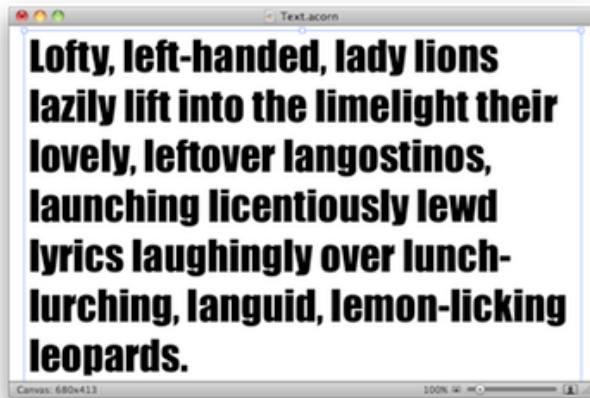 Text.acorn
Lofty, left-handed, lady lions
lazily lift into the limelight their
lovely, leftover langostinos,
launching licentiously lewd
lyrics laughingly over lunch-
lurching, languid, lemon-licking
leopards.
Canvas: 680x413 100%